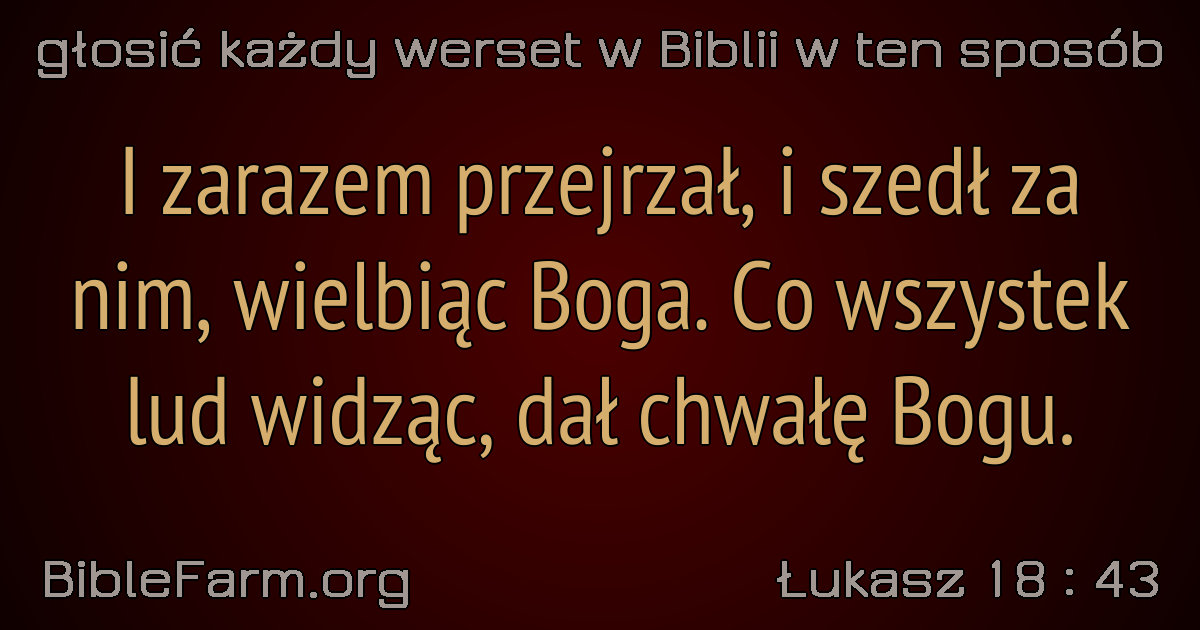 głosić każdy werset w Biblii w ten sposób
I zarazem przejrzał, i szedł za
nim, wielbiąc Boga. Co wszystek
lud widząc, dał chwałę Bogu.
BibleFarm.org
Łukasz 18 : 43